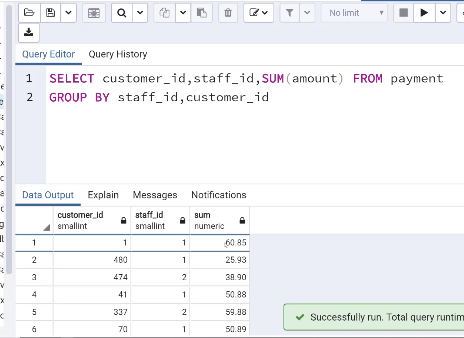 No limit
Query Editor Query History
1 SELECT customer_id,staff_id,SUM(amount) FROM payment
2 GROUP BY staff_id,customer_id
Data Output Explain Messages Notifications
customer_id staff_id sum
smallint smallint numeric
1 1 1 60.85
2 480 1 25.93
3 474 2 38.90
4 41 1 50.88
5 337 2 59.88
6 70 1 50.89
Successfully run. Total query runtim